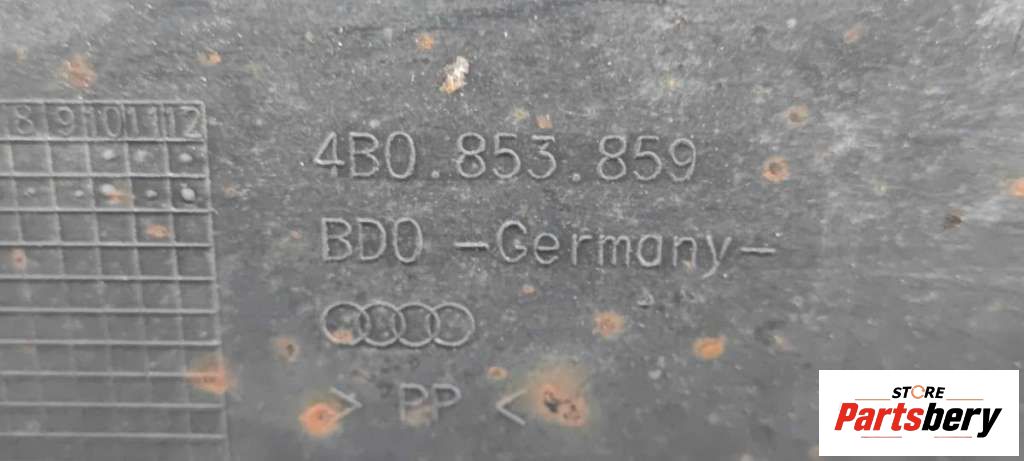 8 9 10 11 12
4B0.853.859
BDO -Germany-
> PP <
STORE
Partsbery